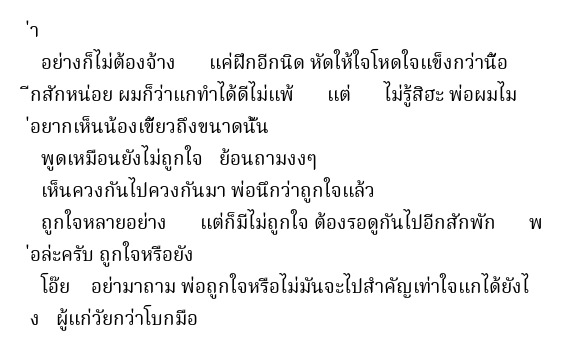 ่า
อย่างก็ไม่ต้องจ้าง แค่ฝึกอีกนิด หัดให้ใจโหดใจแข็งกว่านี้อ
ีกสักหน่อย ผมก็ว่าแกทำได้ดีไม่แพ้ แต่ ไม่รู้สิฮะ พ่อผมไม
่อยากเห็นน้องเขี้ยวถึงขนาดนั้น
พูดเหมือนยังไม่ถูกใจ ย้อนถามงงๆ
เห็นควงกันไปควงกันมา พ่อนึกว่าถูกใจแล้ว
ถูกใจหลายอย่าง แต่ก็มีไม่ถูกใจ ต้องรอดูกันไปอีกสักพัก พ
่อล่ะครับ ถูกใจหรือยัง
โอ๊ย อย่ามาถาม พ่อถูกใจหรือไม่มันจะไปสำคัญเท่าใจแกได้ยังไ
ง ผู้แก่วัยกว่าโบกมือ